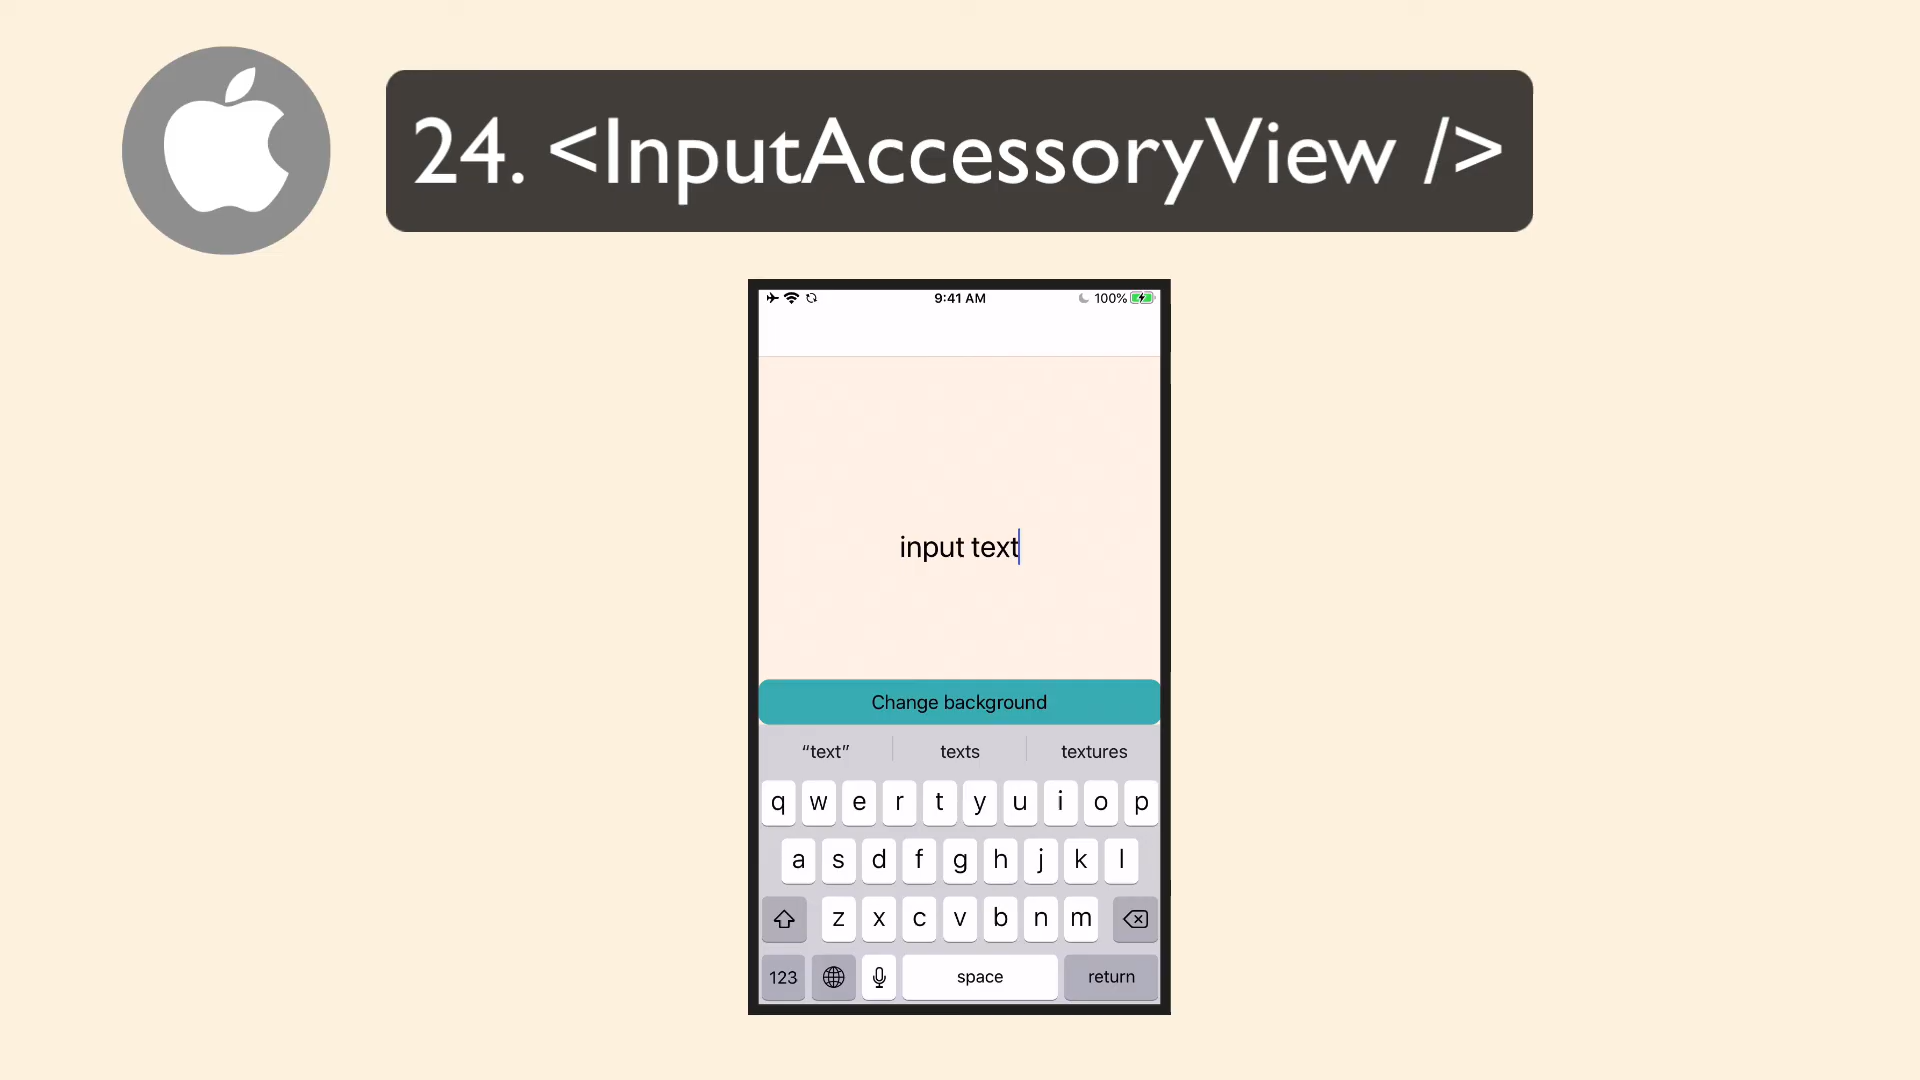 24. <InputAccessoryView />
9:41 AM 100%
input text
Change background
“text” texts textures
q w e r t y u i o p
a s d f g h j k l
z x c v b n m
123 space return